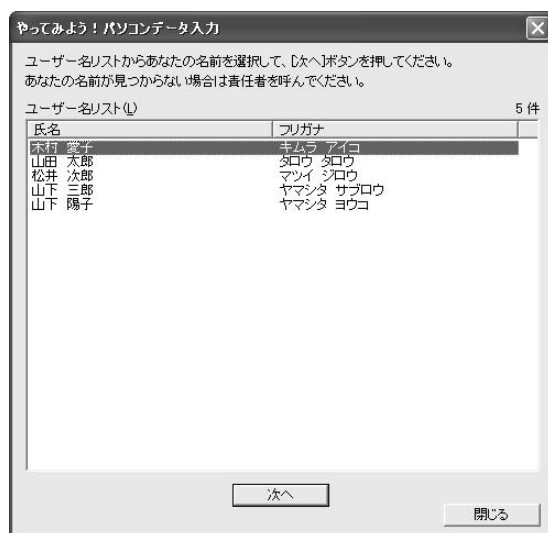 やってみよう！パソコンデータ入力
ユーザー名リストからあなたの名前を選択して、[次へ]ボタンを押してください。
あなたの名前が見つからない場合は責任者を呼んでください。
ユーザー名リスト(L) 5 件
氏名 フリガナ
木村 愛子 キムラ アイコ
山田 太郎 タロウ タロウ
松井 次郎 マツイ ジロウ
山下 三郎 ヤマシタ サブロウ
山下 陽子 ヤマシタ ヨウコ
次へ
閉じる